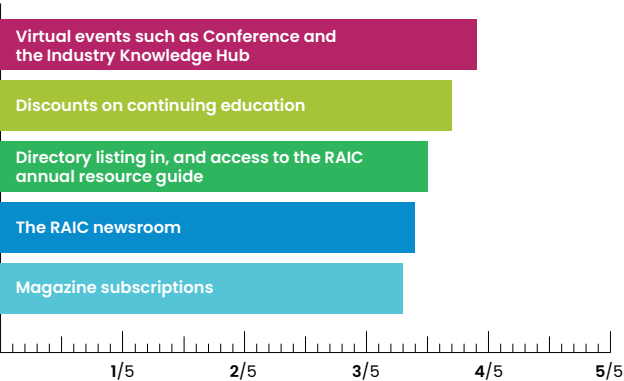 Virtual events such as Conference and
the Industry Knowledge Hub
Discounts on continuing education
Directory listing in, and access to the RAIC
annual resource guide
The RAIC newsroom
Magazine subscriptions
1/5 2/5 3/5 4/5 5/5